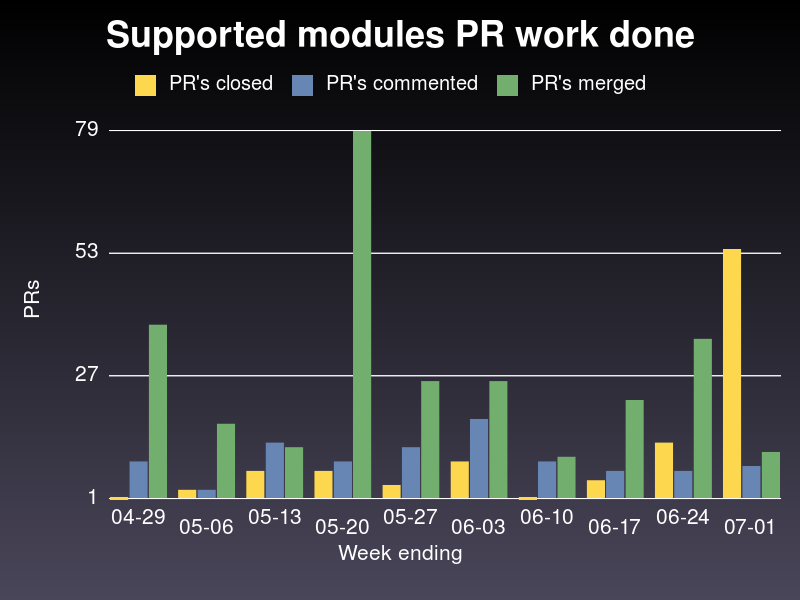 Supported modules PR work done
PR's closed PR's commented PR's merged
79
53
27
1
PRs
04-29 05-06 05-13 05-20 05-27 06-03 06-10 06-17 06-24 07-01
Week ending